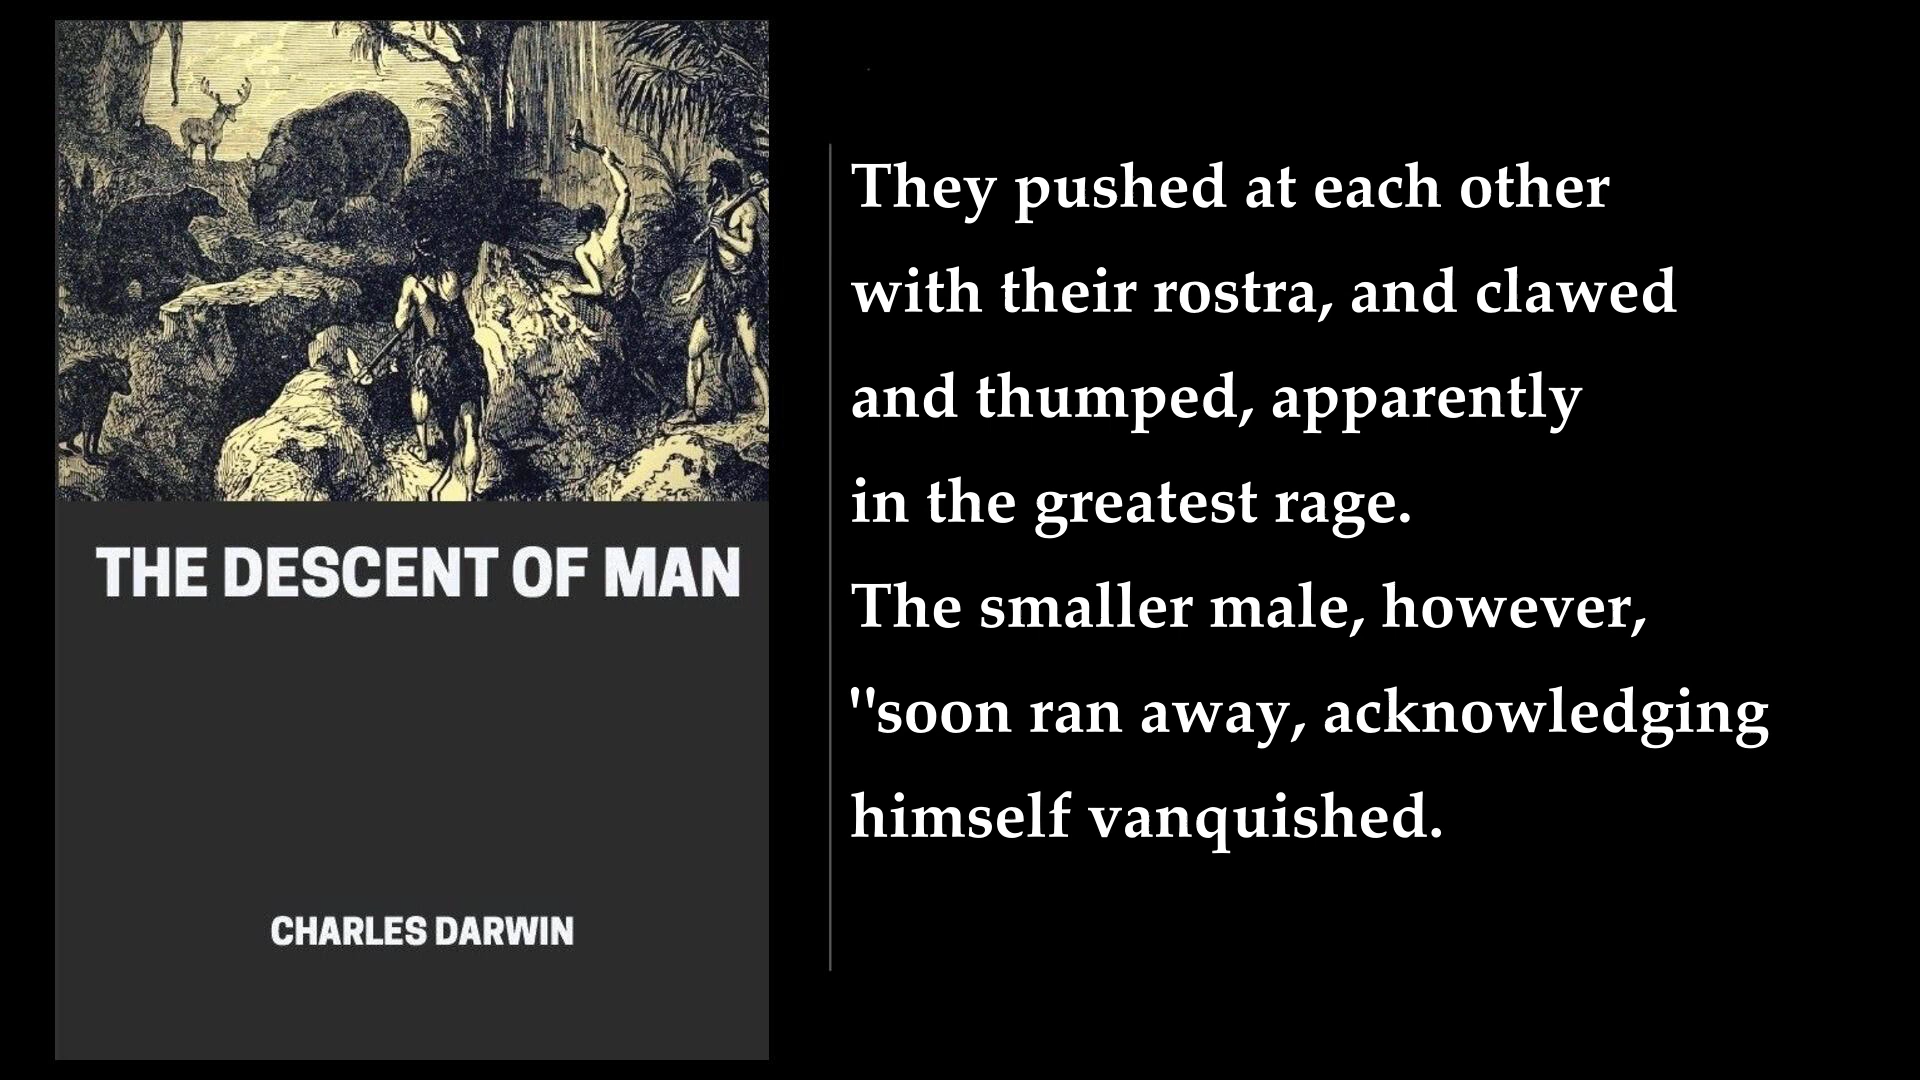 THE DESCENT OF MAN
CHARLES DARWIN
They pushed at each other
with their rostra, and clawed
and thumped, apparently
in the greatest rage.
The smaller male, however,
"soon ran away, acknowledging
himself vanquished.